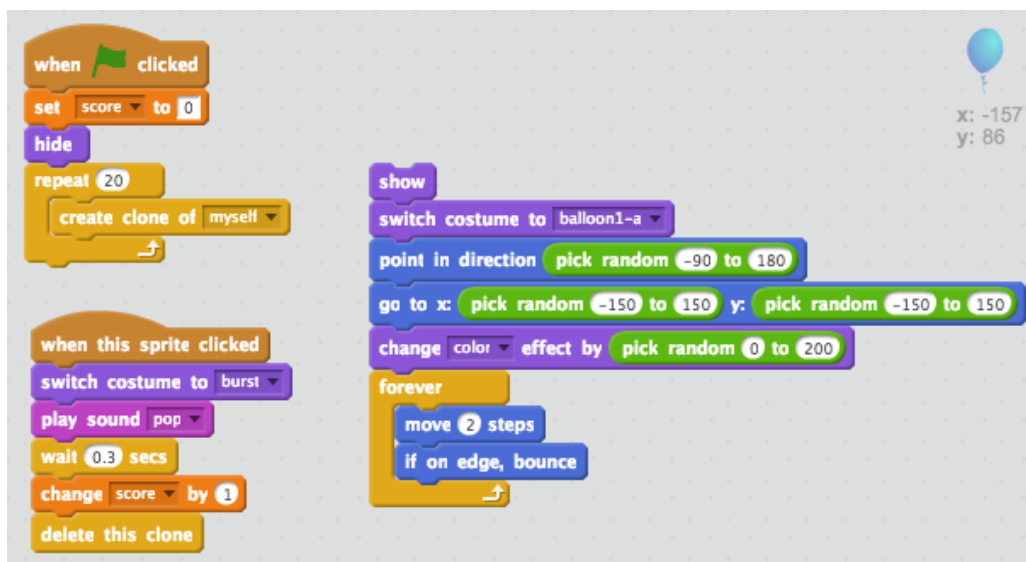 when clicked
set score to 0
hide
repeat 20
create clone of myself
when this sprite clicked
switch costume to burst
play sound pop
wait 0.3 secs
change score by 1
delete this clone
show
switch costume to balloon1-a
point in direction pick random -90 to 180
go to x: pick random -150 to 150 y: pick random -150 to 150
change color effect by pick random 0 to 200
forever
move 2 steps
if on edge, bounce
x: -157
y: 86